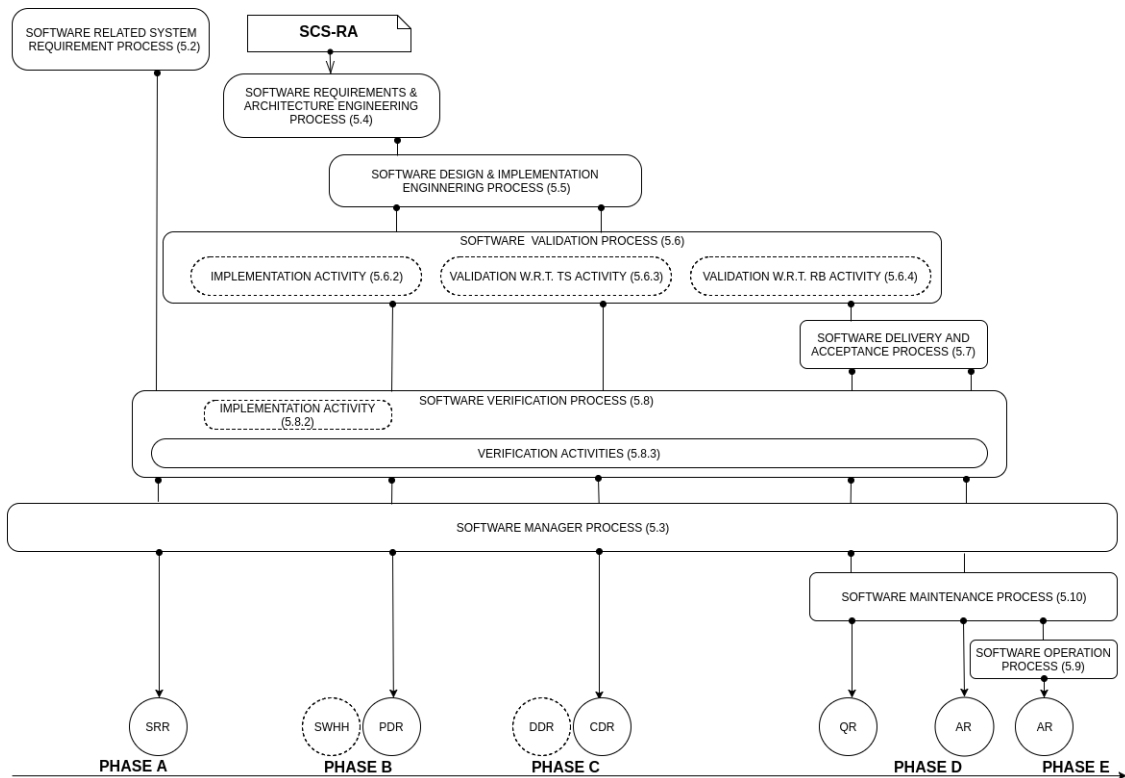 SOFTWARE RELATED SYSTEM
REQUIREMENT PROCESS (5.2)
SCS-RA
SOFTWARE REQUIREMENTS &
ARCHITECTURE ENGINEERING
PROCESS (5.4)
SOFTWARE DESIGN & IMPLEMENTATION
ENGINNERING PROCESS (5.5)
SOFTWARE VALIDATION PROCESS (5.6)
IMPLEMENTATION ACTIVITY (5.6.2)
VALIDATION W.R.T. TS ACTIVITY (5.6.3)
VALIDATION W.R.T. RB ACTIVITY (5.6.4)
SOFTWARE DELIVERY AND
ACCEPTANCE PROCESS (5.7)
SOFTWARE VERIFICATION PROCESS (5.8)
IMPLEMENTATION ACTIVITY
(5.8.2)
VERIFICATION ACTIVITIES (5.8.3)
SOFTWARE MANAGER PROCESS (5.3)
SOFTWARE MAINTENANCE PROCESS (5.10)
SOFTWARE OPERATION
PROCESS (5.9)
SRR
SWHH
PDR
DDR
CDR
QR
AR
AR
PHASE A
PHASE B
PHASE C
PHASE D
PHASE E